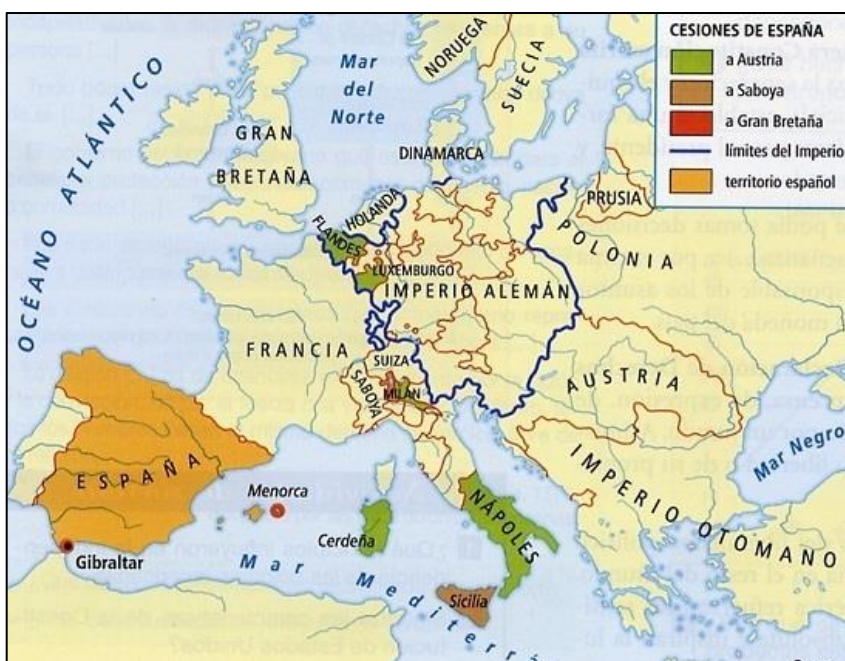 CESIONES DE ESPAÑA
a Austria
a Saboya
a Gran Bretaña
límites del Imperio
territorio español
OCÉANO ATLÁNTICO
Mar
del
Norte
NORUEGA
SUECIA
GRAN
BRETAÑA
DINAMARCA
PRUSIA
HOLANDA
FLANDES
POLONIA
LUXEMBURGO
IMPERIO ALEMÁN
FRANCIA
SUIZA
SABOYA
MILÁN
AUSTRIA
Mar Negro
IMPERIO OTOMANO
ESPAÑA
Menorca
Cerdeña
NÁPOLES
Gibraltar
Sicilia
Mar Mediterrá